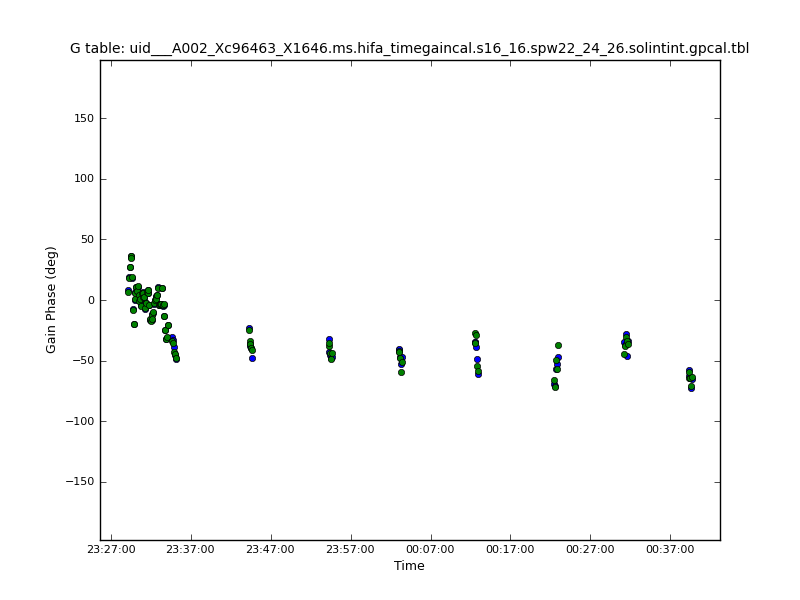 G table: uid___A002_Xc96463_X1646.ms.hifa_timegaincal.s16_16.spw22_24_26.solintint.gpcal.tbl
150
100
50
0
−50
−100
−150
Gain Phase (deg)
23:27:00 23:37:00 23:47:00 23:57:00 00:07:00 00:17:00 00:27:00 00:37:00
Time